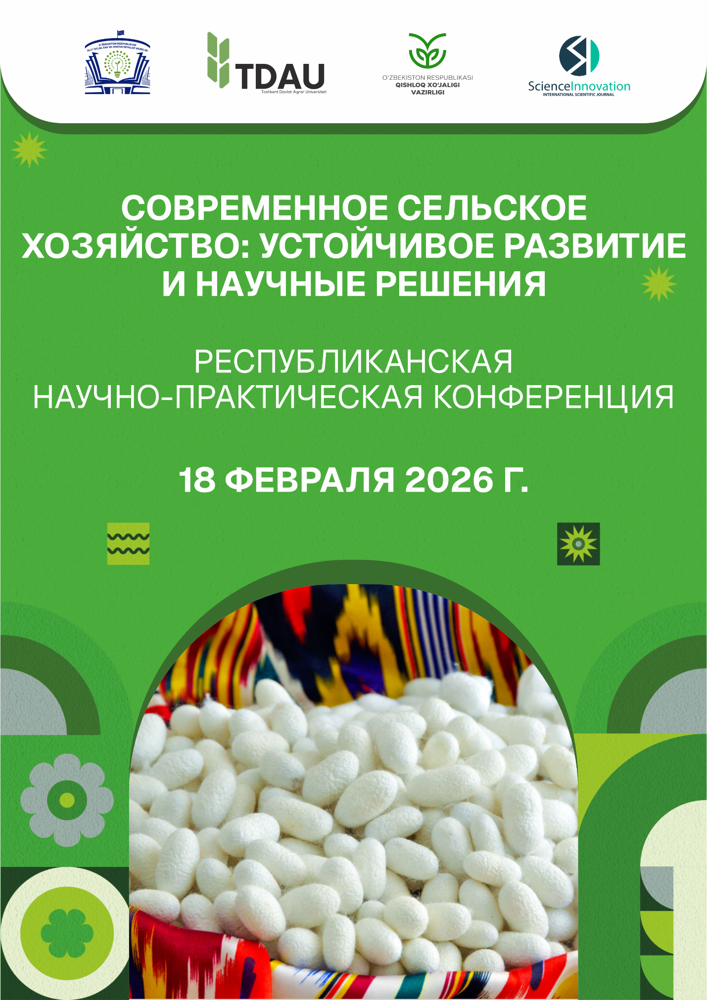 O'ZBEKISTON RESPUBLIKASI
OLIY TA'LIM, FAN VA INNOVATSIYALAR VAZIRLIGI
TDAU
Toshkent Davlat Agrar Universiteti
O'ZBEKISTON RESPUBLIKASI
QISHLOQ XO'JALIGI
VAZIRLIGI
ScienceInnovation
INTERNATIONAL SCIENTIFIC JOURNAL
СОВРЕМЕННОЕ СЕЛЬСКОЕ
ХОЗЯЙСТВО: УСТОЙЧИВОЕ РАЗВИТИЕ
И НАУЧНЫЕ РЕШЕНИЯ
РЕСПУБЛИКАНСКАЯ
НАУЧНО-ПРАКТИЧЕСКАЯ КОНФЕРЕНЦИЯ
18 ФЕВРАЛЯ 2026 Г.